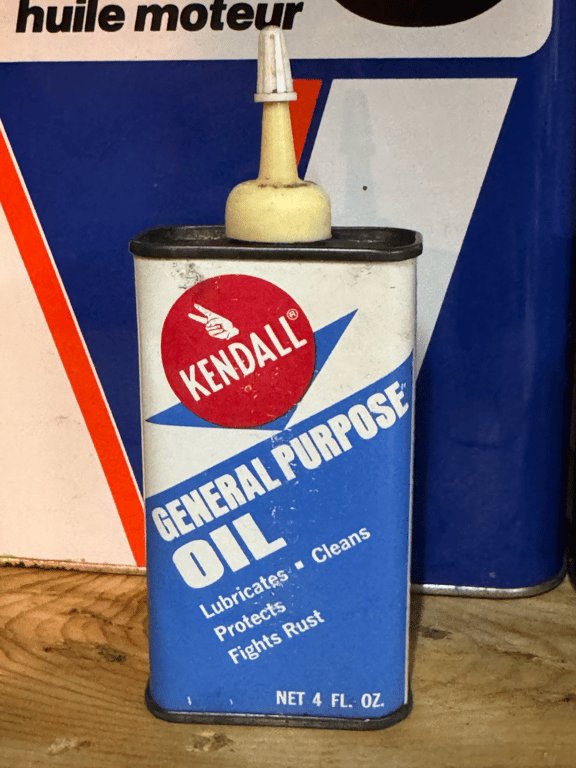 huile moteur
KENDALL®
GENERAL PURPOSE
OIL
Lubricates ▪ Cleans
Protects
Fights Rust
NET 4 FL. OZ.